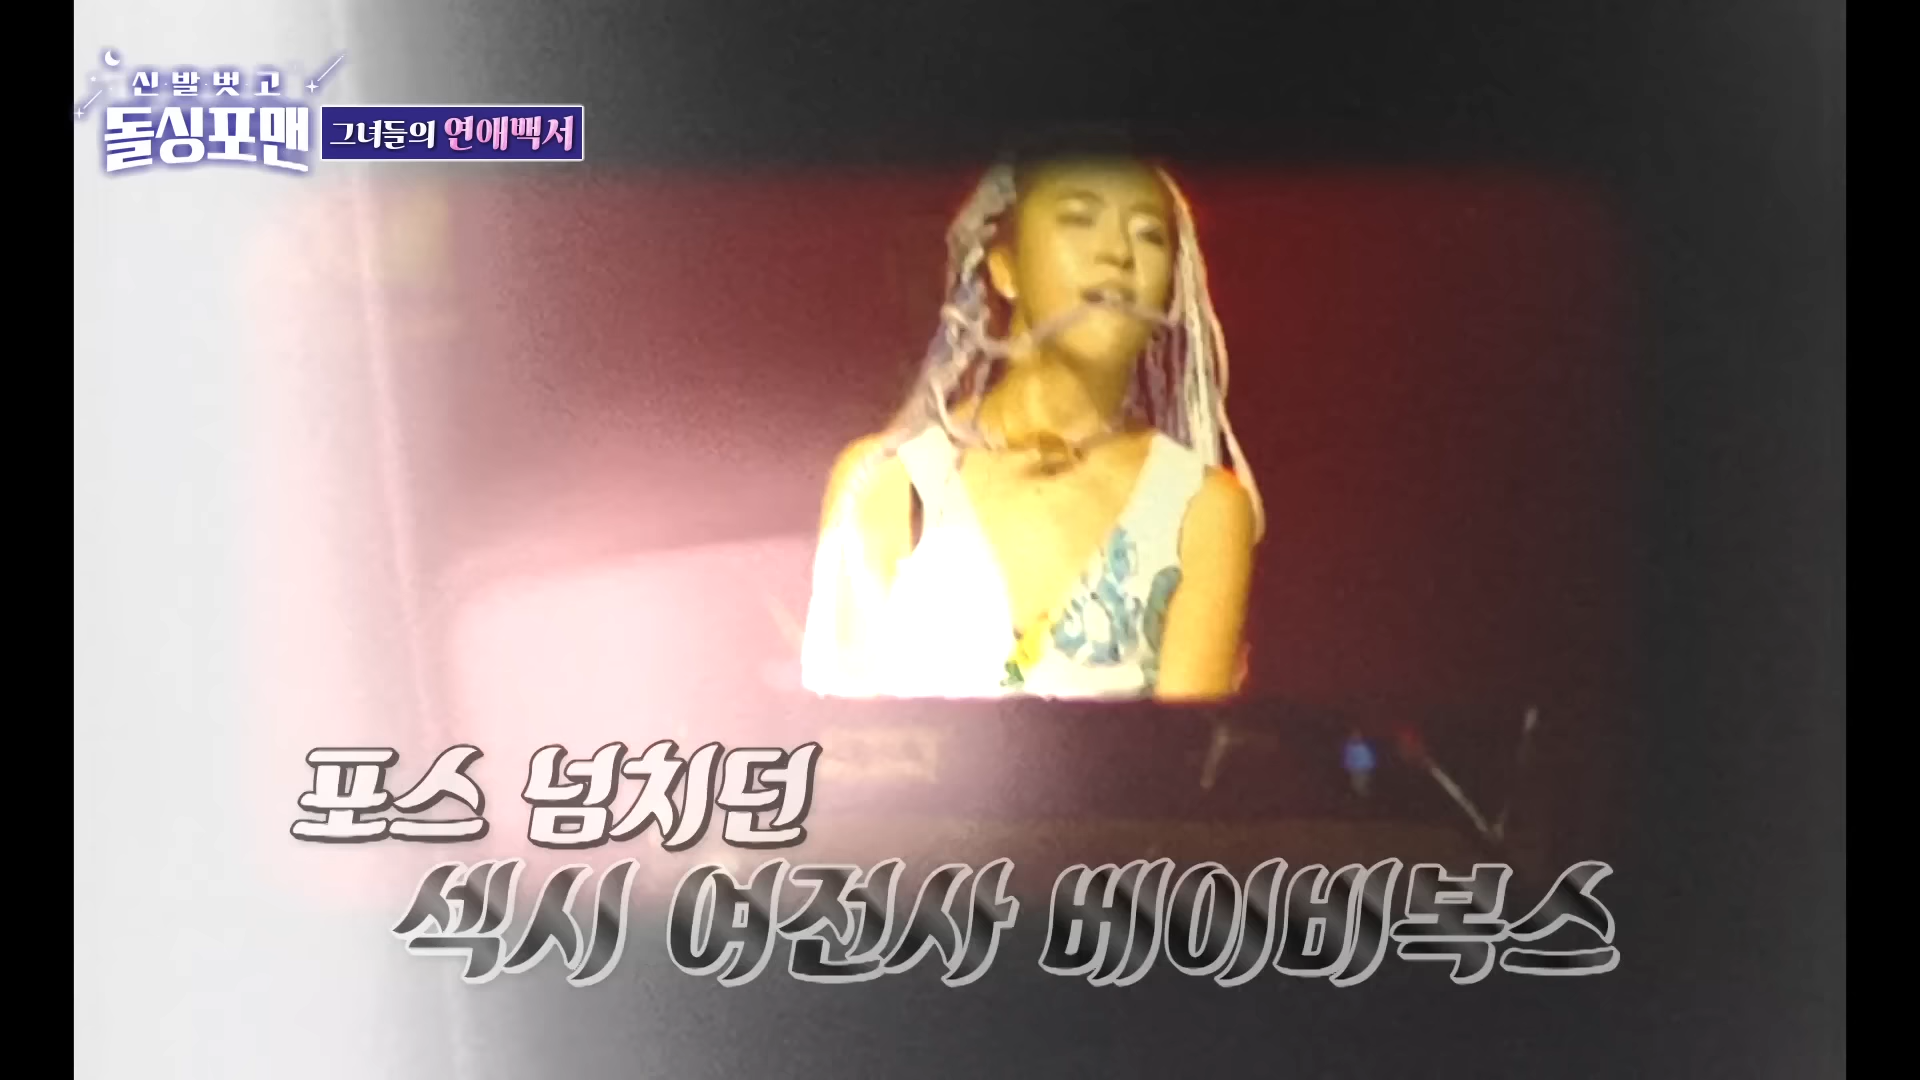 신발벗고
돌싱포맨
그녀들의 연애백서
포스 넘치던
섹시 여전사 베이비복스